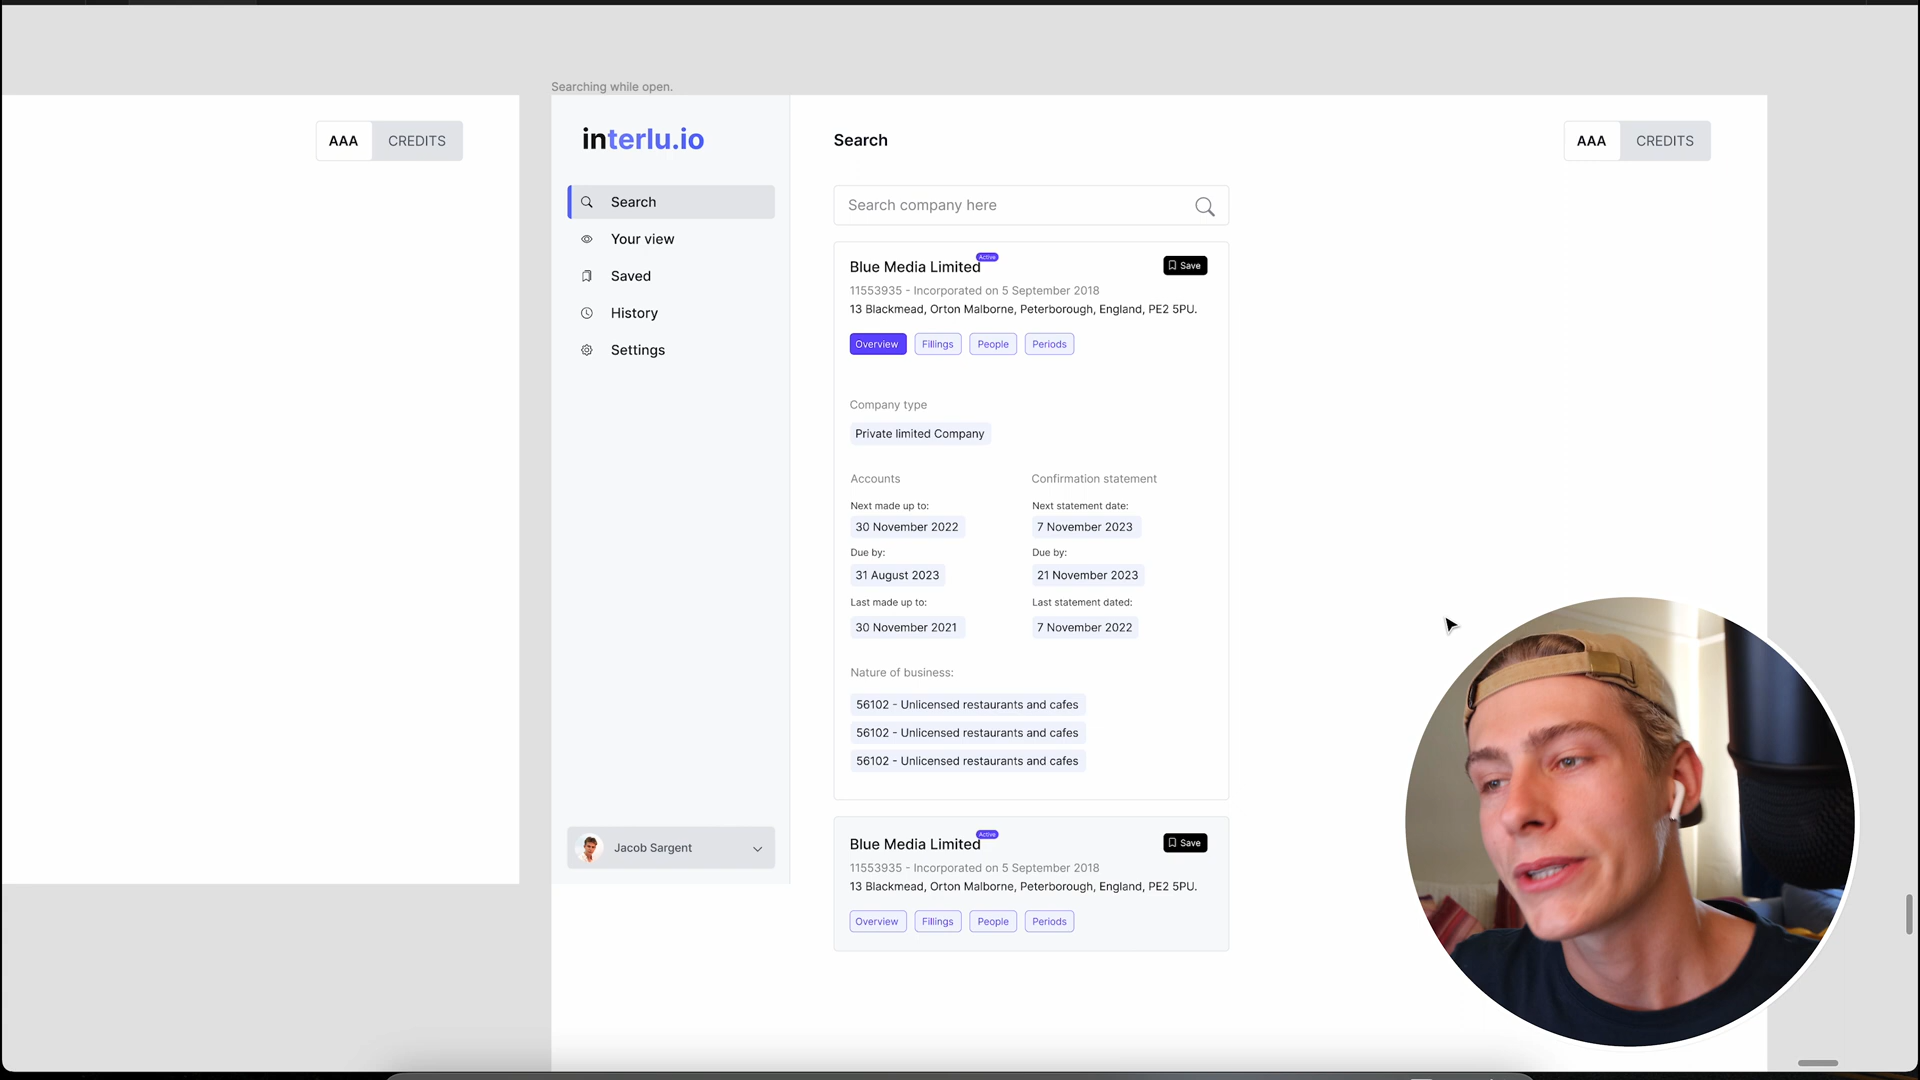 Searching while open.
AAA CREDITS
interlu.io
Search
AAA CREDITS
Search
Your view
Saved
History
Settings
Jacob Sargent
Search company here
Blue Media Limited Active
Save
11553935 - Incorporated on 5 September 2018
13 Blackmead, Orton Malborne, Peterborough, England, PE2 5PU.
Overview Fillings People Periods
Company type
Private limited Company
Accounts Confirmation statement
Next made up to: Next statement date:
30 November 2022 7 November 2023
Due by: Due by:
31 August 2023 21 November 2023
Last made up to: Last statement dated:
30 November 2021 7 November 2022
Nature of business:
56102 - Unlicensed restaurants and cafes
56102 - Unlicensed restaurants and cafes
56102 - Unlicensed restaurants and cafes
Blue Media Limited Active
Save
11553935 - Incorporated on 5 September 2018
13 Blackmead, Orton Malborne, Peterborough, England, PE2 5PU.
Overview Fillings People Periods